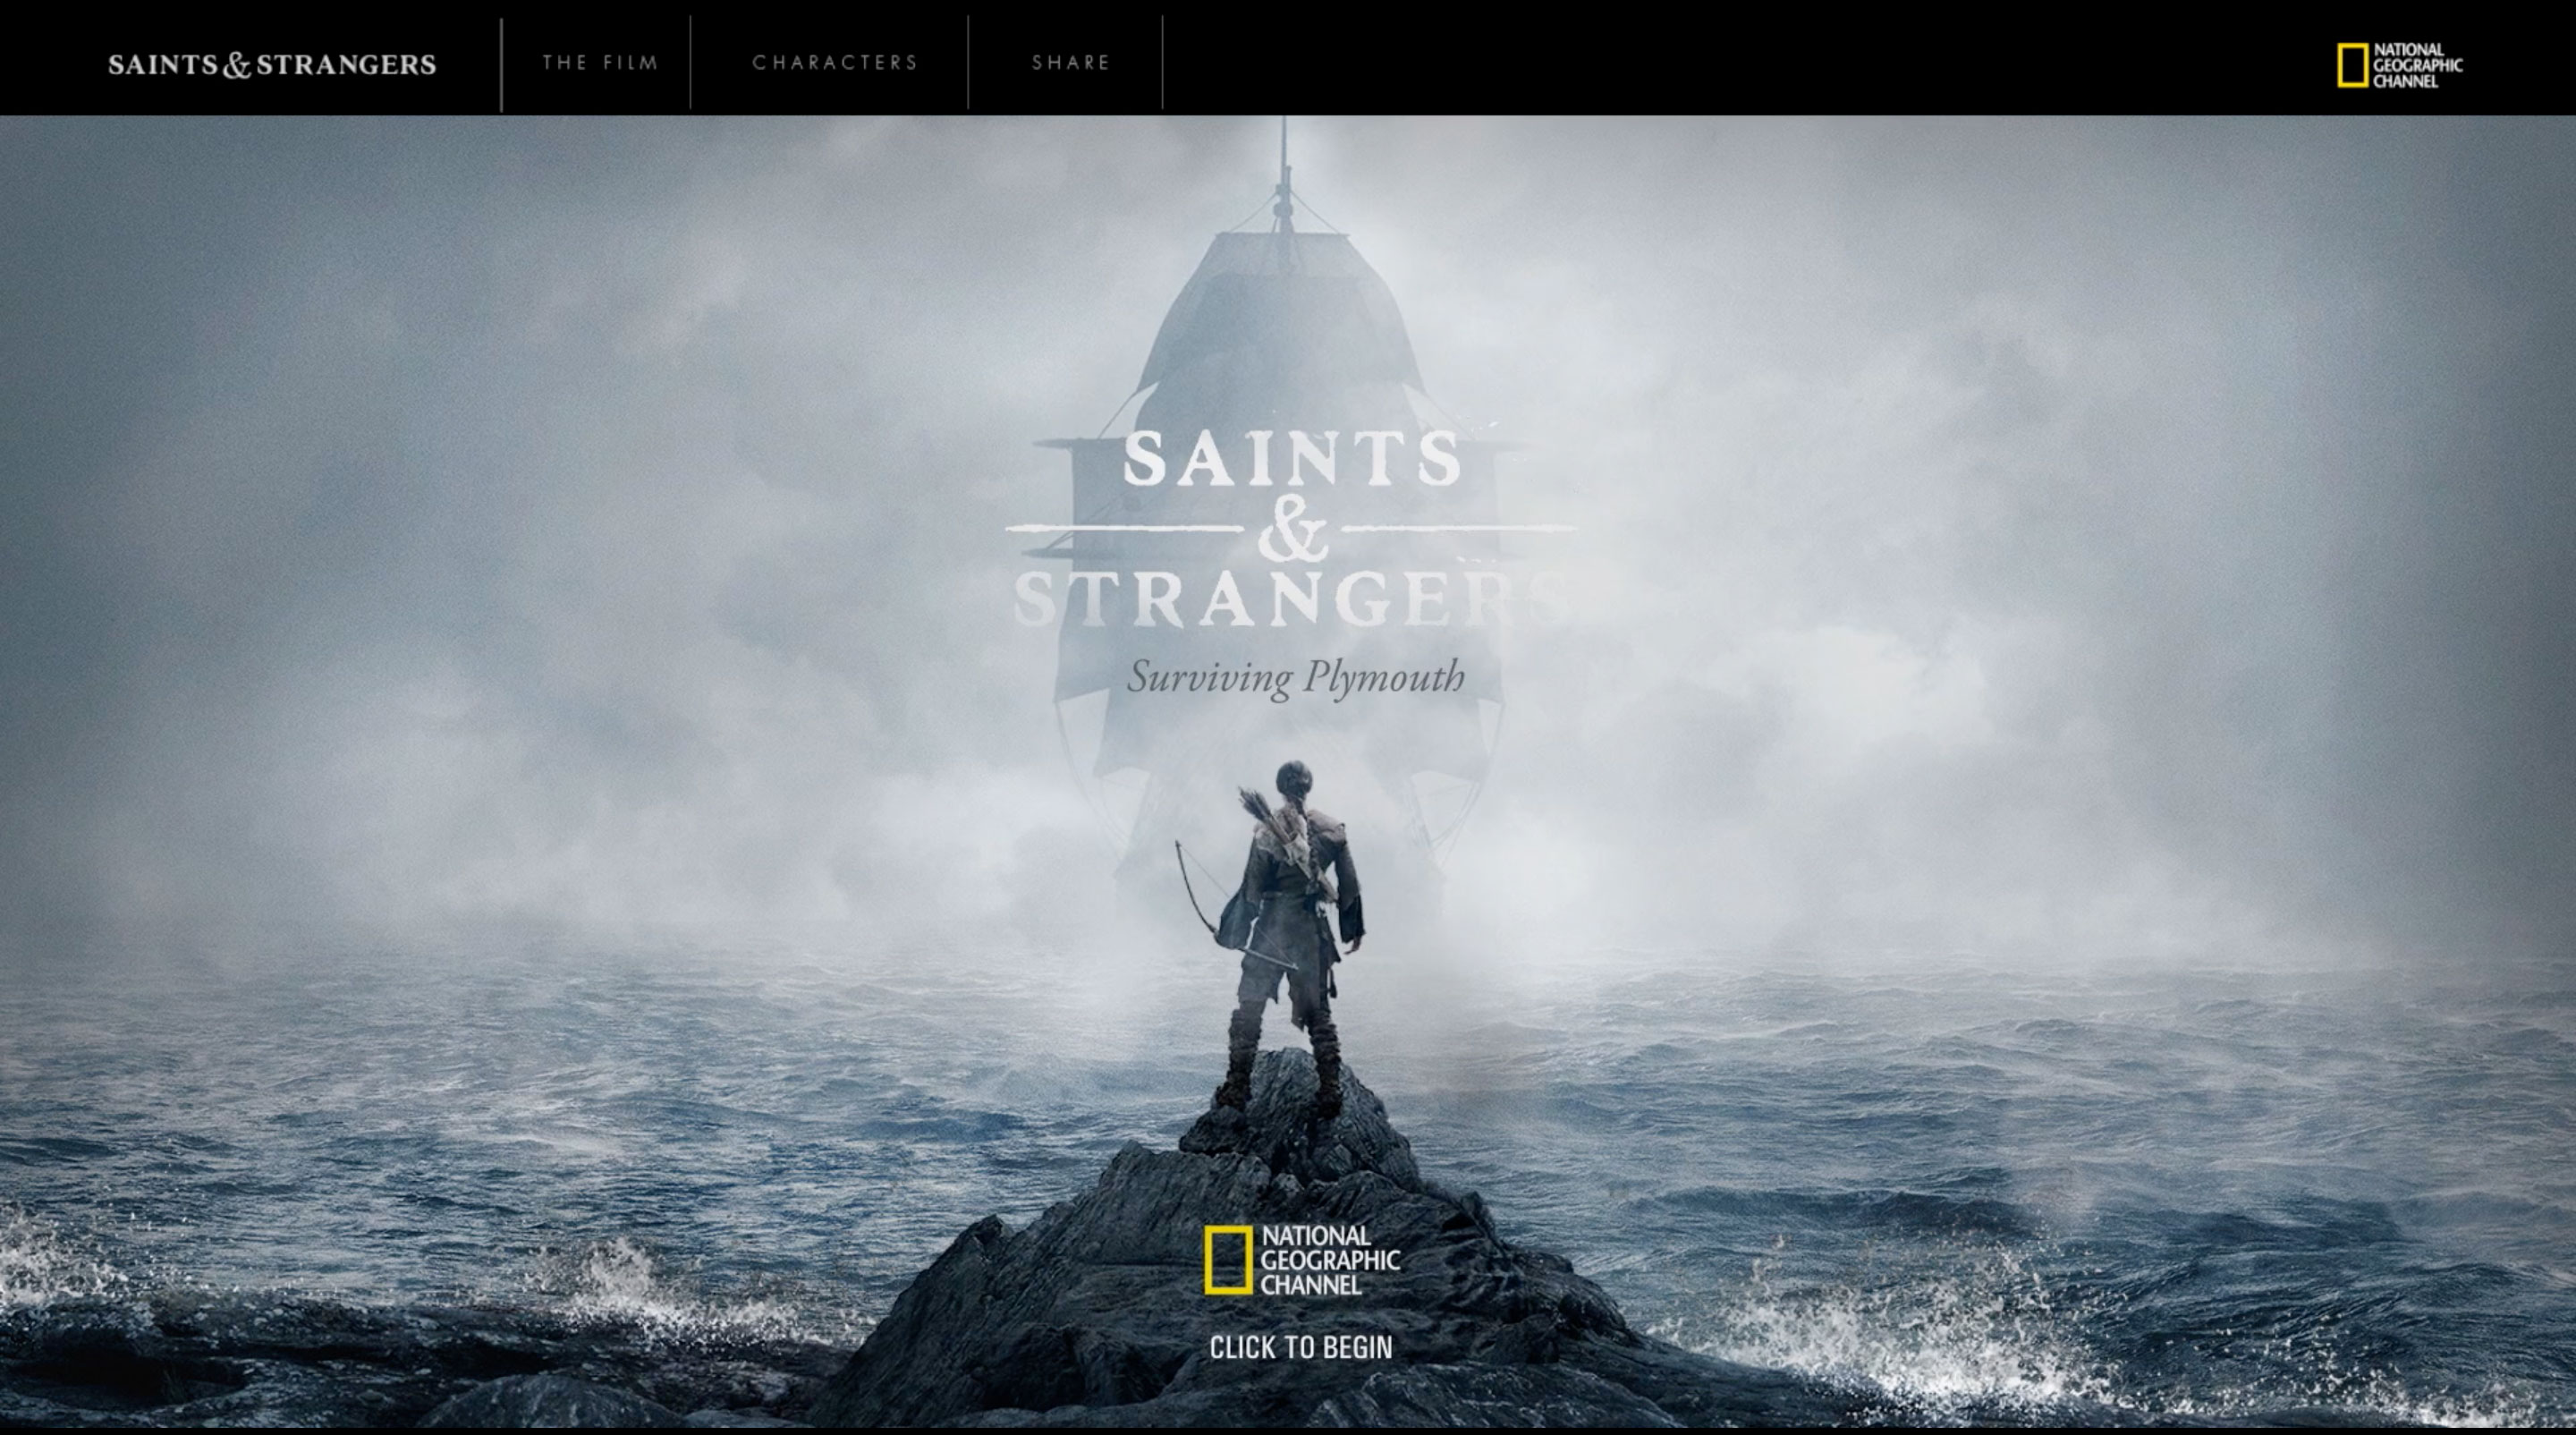 SAINTS & STRANGERS
THE FILM
CHARACTERS
SHARE
NATIONAL
GEOGRAPHIC
CHANNEL
SAINTS
&
STRANGERS
Surviving Plymouth
NATIONAL
GEOGRAPHIC
CHANNEL
CLICK TO BEGIN